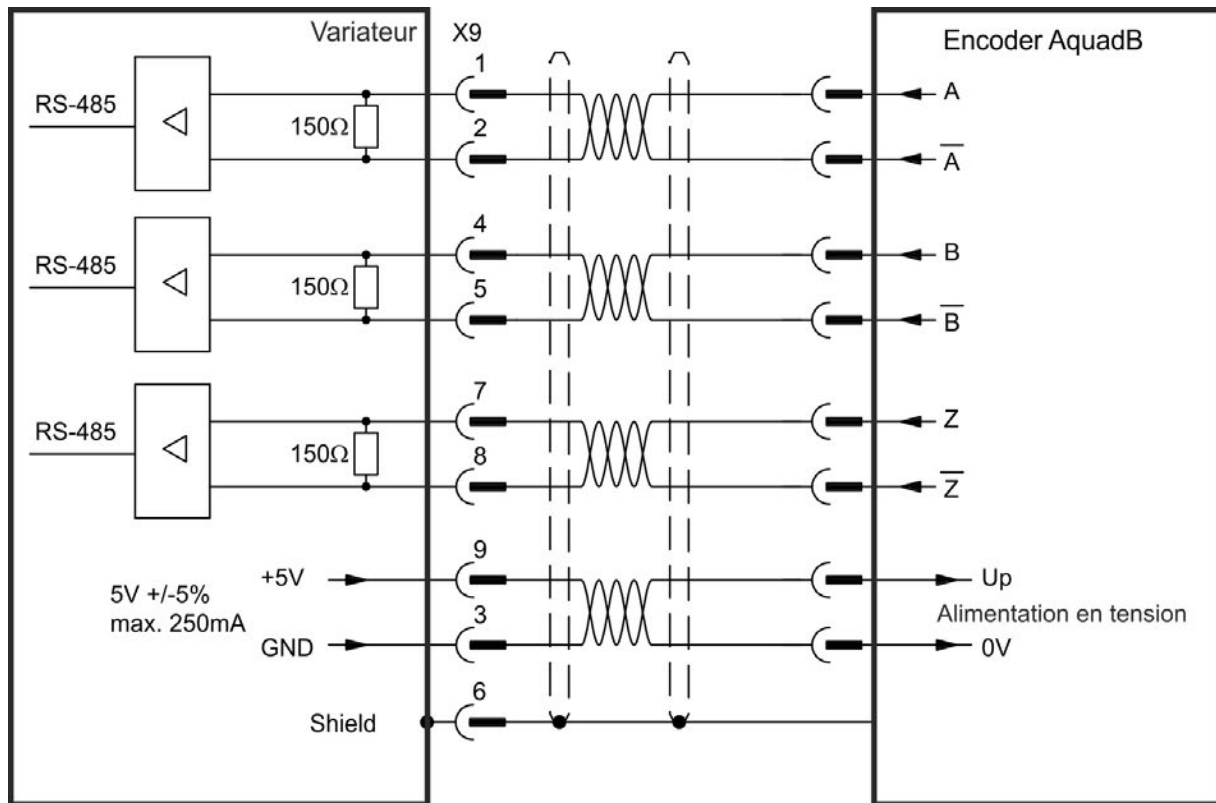 Variateur
X9
Encoder AquadB
1
RS-485
150Ω
A
2
A̅
4
RS-485
150Ω
B
5
B̅
7
RS-485
150Ω
Z
8
Z̅
9
+5V
Up
5V +/-5%
max. 250mA
Alimentation en tension
3
GND
0V
6
Shield